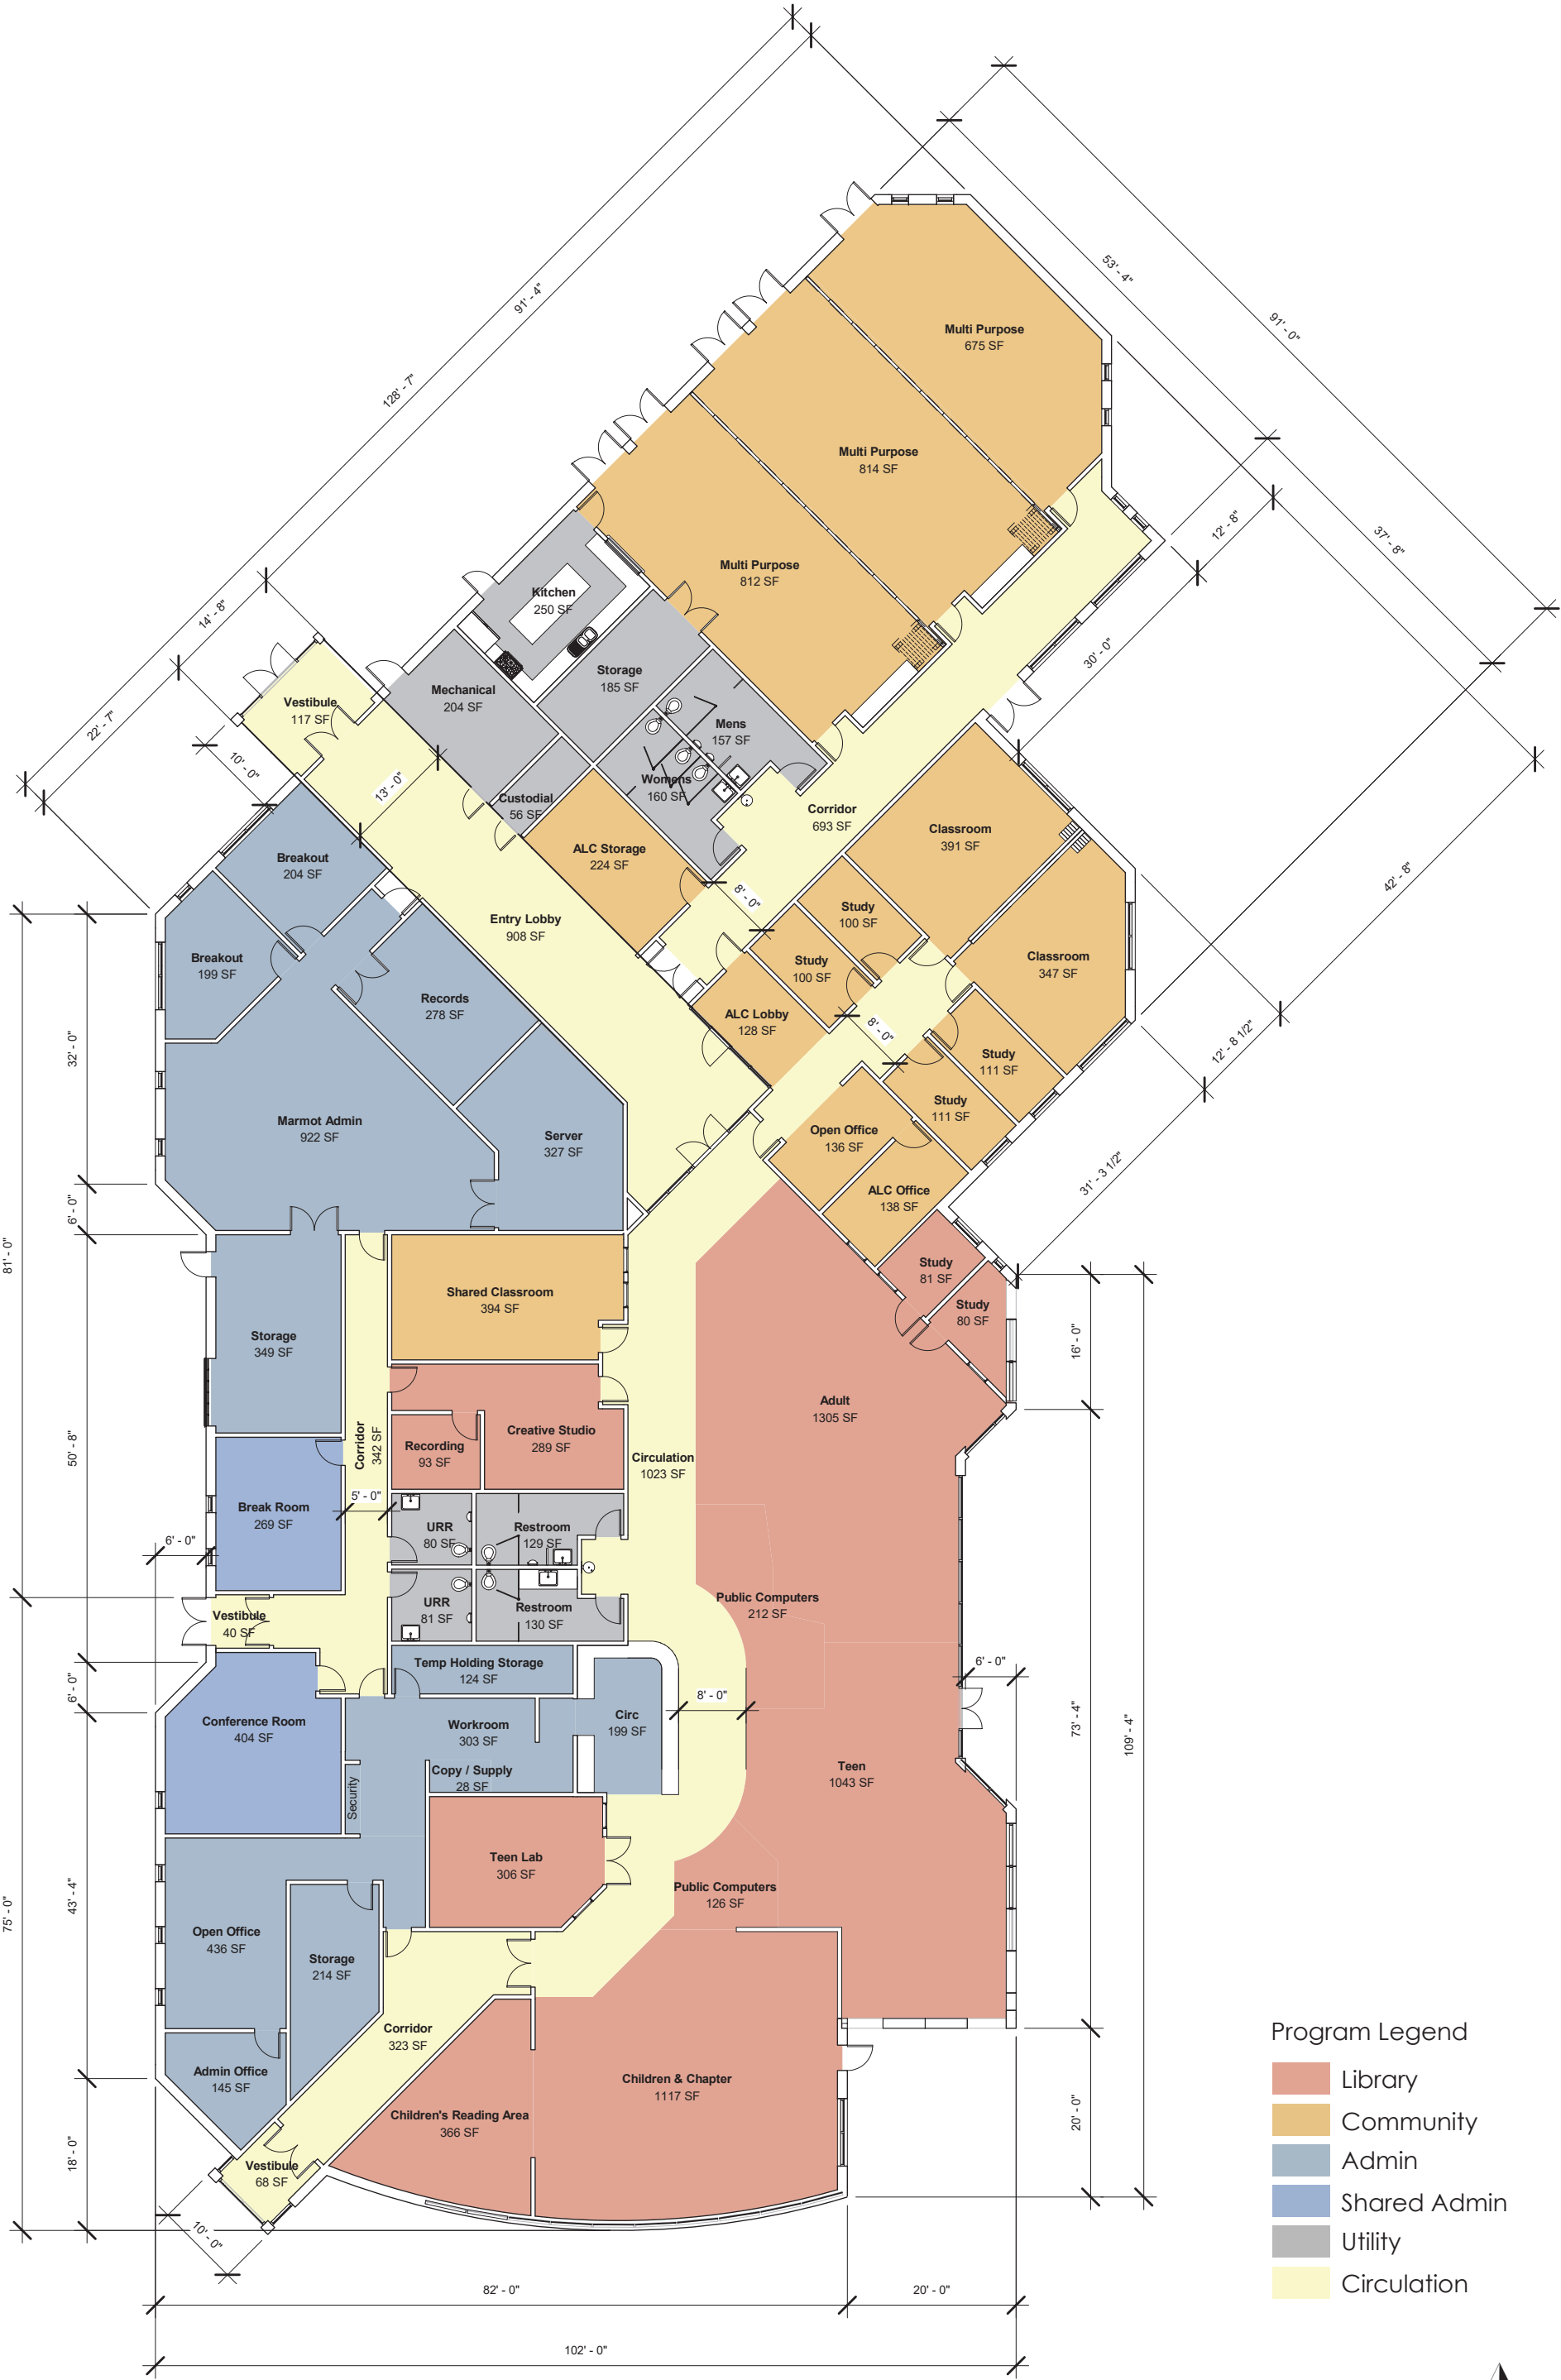 91' - 4"
53' - 4"
91' - 0"
128' - 7"
Multi Purpose
675 SF
Multi Purpose
814 SF
12' - 8"
37' - 8"
Multi Purpose
812 SF
Kitchen
250 SF
14' - 8"
30' - 0"
Storage
185 SF
Mechanical
204 SF
Vestibule
117 SF
22' - 7"
Mens
157 SF
10' - 0"
13' - 0"
Womens
160 SF
Custodial
56 SF
Corridor
693 SF
Classroom
391 SF
ALC Storage
224 SF
Breakout
204 SF
42' - 8"
8' - 0"
Study
100 SF
Entry Lobby
908 SF
Breakout
199 SF
Study
100 SF
Classroom
347 SF
Records
278 SF
ALC Lobby
128 SF
8' - 0"
32' - 0"
12' - 8 1/2"
Study
111 SF
Study
111 SF
Marmot Admin
922 SF
Server
327 SF
Open Office
136 SF
31' - 3 1/2"
ALC Office
138 SF
6' - 0"
81' - 0"
Study
81 SF
Shared Classroom
394 SF
Study
80 SF
Storage
349 SF
16' - 0"
Adult
1305 SF
Creative Studio
289 SF
Recording
93 SF
Corridor
342 SF
50' - 8"
Circulation
1023 SF
5' - 0"
Break Room
269 SF
URR
80 SF
Restroom
129 SF
6' - 0"
Public Computers
212 SF
URR
81 SF
Restroom
130 SF
Vestibule
40 SF
Temp Holding Storage
124 SF
6' - 0"
6' - 0"
8' - 0"
Conference Room
404 SF
Workroom
303 SF
Circ
199 SF
73' - 4"
109' - 4"
Copy / Supply
28 SF
Security
Teen
1043 SF
Teen Lab
306 SF
Public Computers
126 SF
75' - 0"
43' - 4"
Open Office
436 SF
Storage
214 SF
Corridor
323 SF
Admin Office
145 SF
Children & Chapter
1117 SF
Children's Reading Area
366 SF
20' - 0"
18' - 0"
Vestibule
68 SF
10' - 0"
82' - 0"
20' - 0"
102' - 0"
Program Legend
Library
Community
Admin
Shared Admin
Utility
Circulation